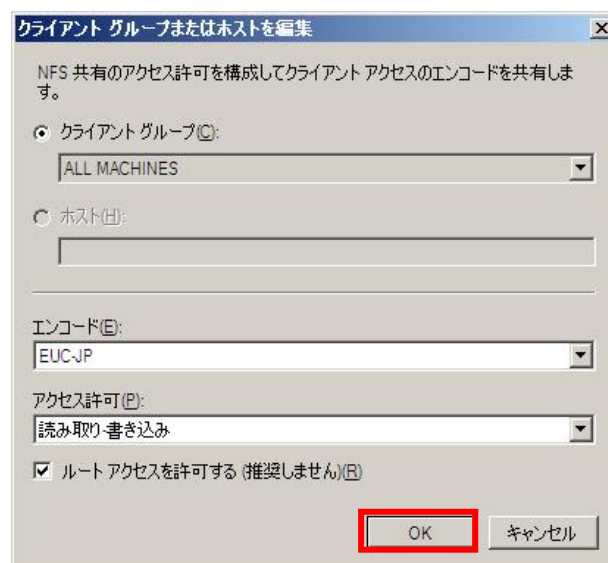 クライアント グループまたはホストを編集
NFS 共有のアクセス許可を構成してクライアント アクセスのエンコードを共有しま
す。
クライアント グループ(C):
ALL MACHINES
ホスト(H):
エンコード(E):
EUC-JP
アクセス許可(P):
読み取り-書き込み
ルート アクセスを許可する (推奨しません)(R)
OK キャンセル